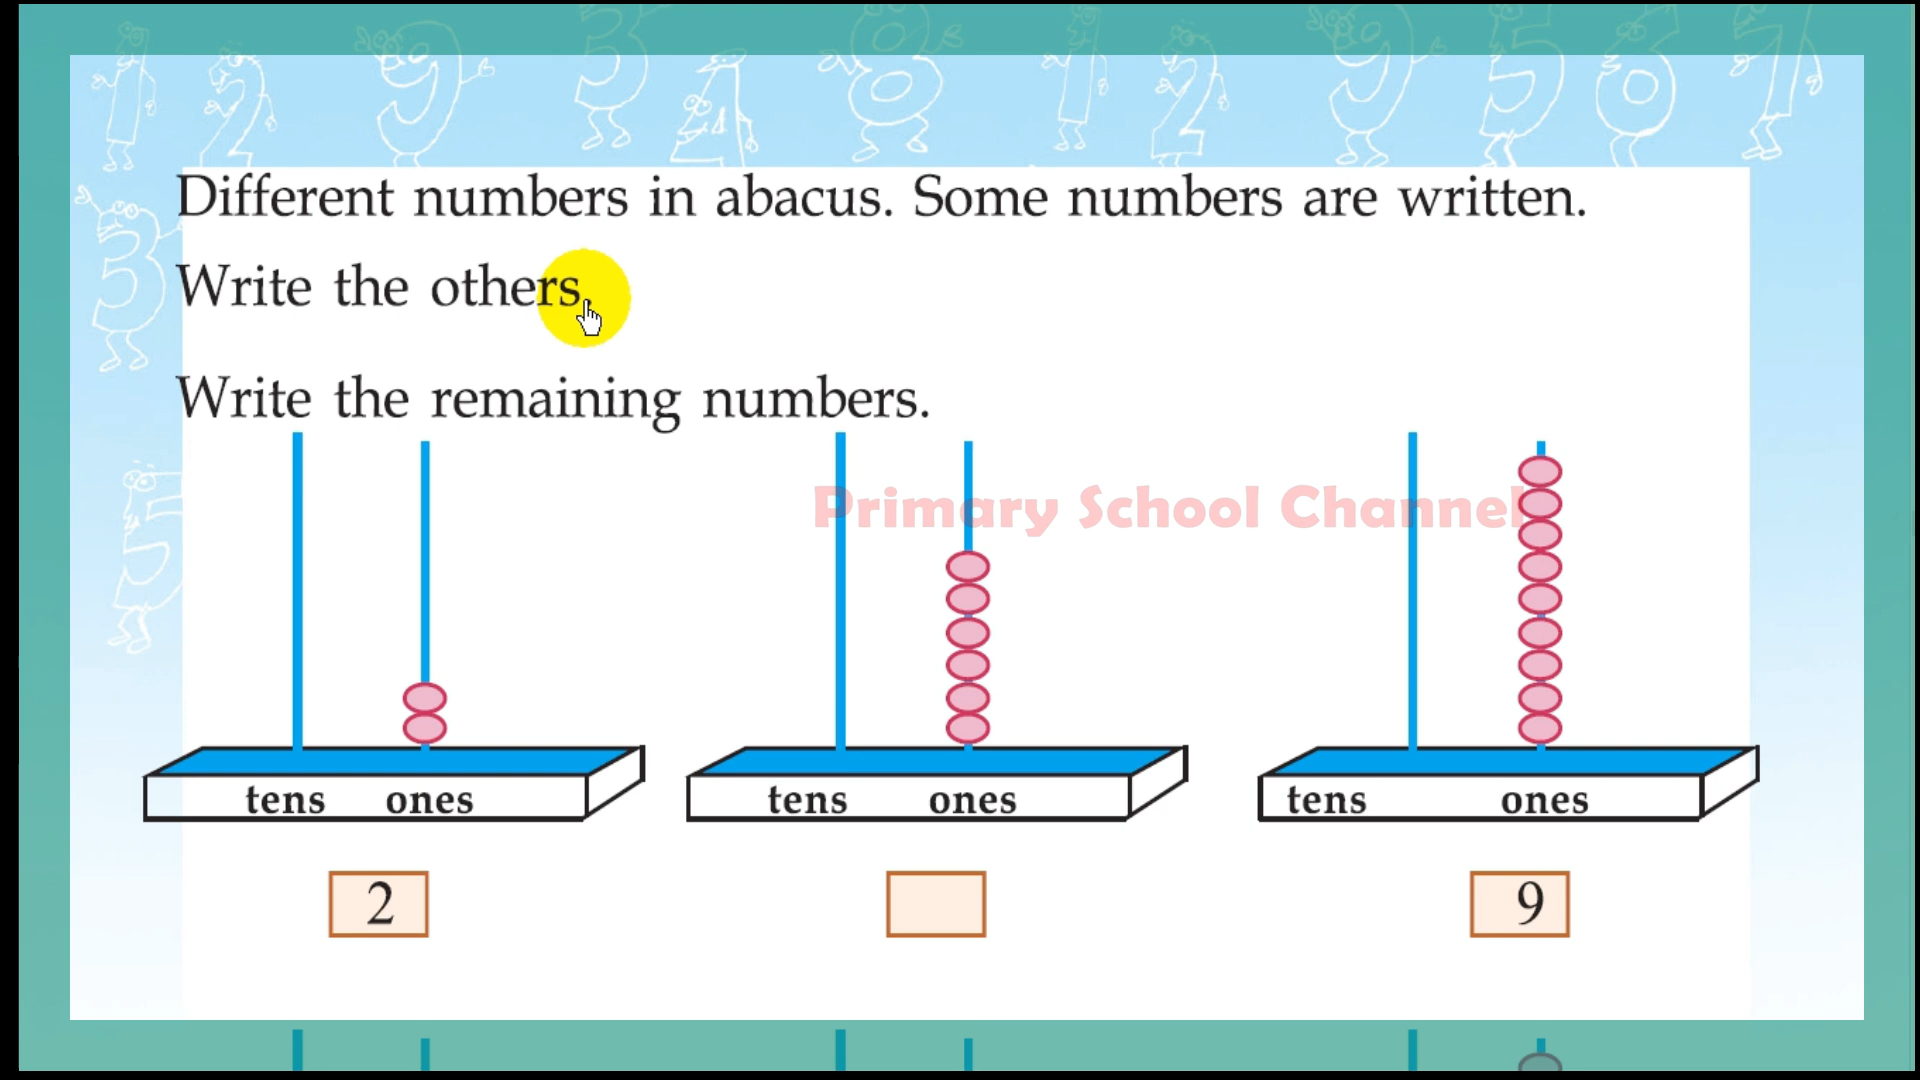 Different numbers in abacus. Some numbers are written.
Write the others.
Write the remaining numbers.
Primary School Channel
tens ones tens ones tens ones
2 9